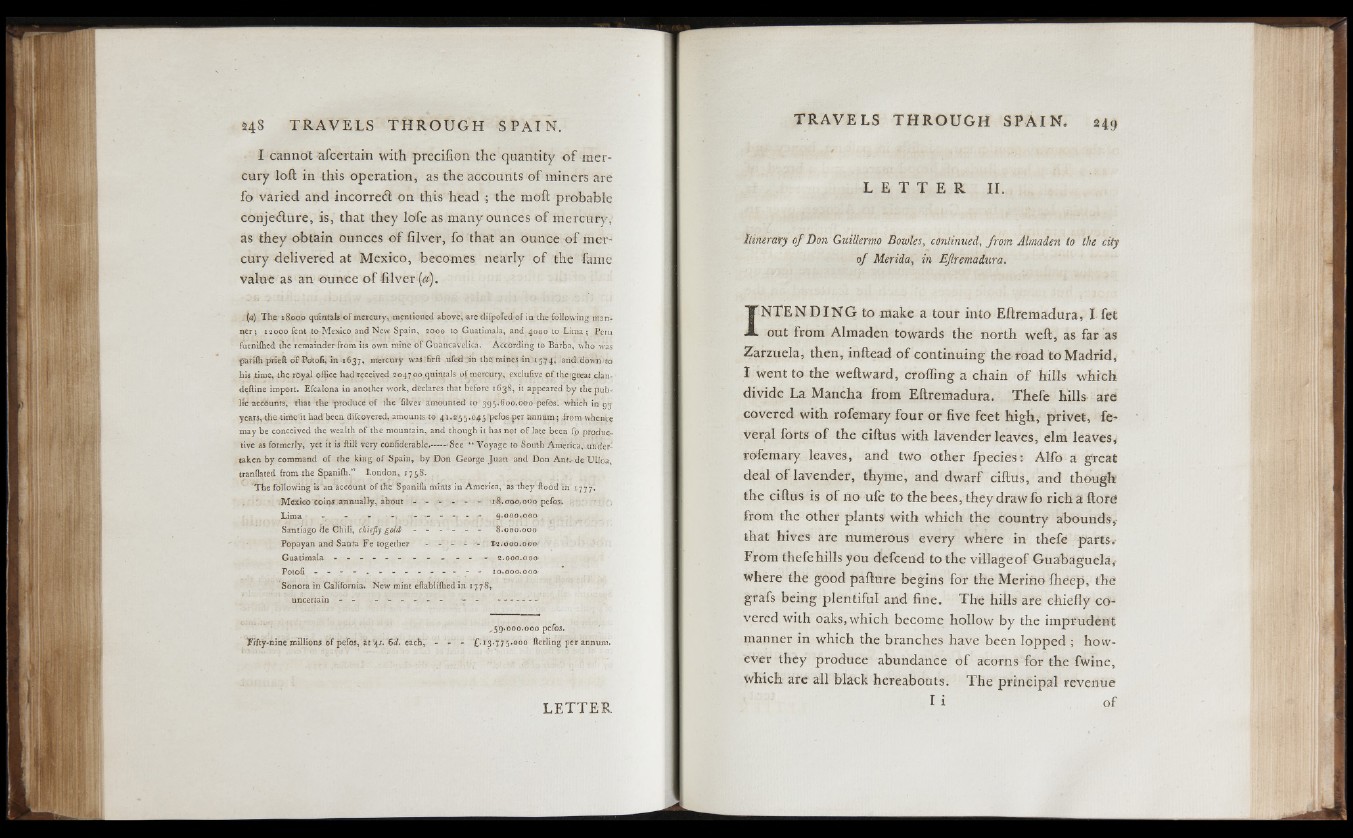 248 TRAVELS THROUGH SPAIN.
I cannot aſcertain with preciſion the quantity of mer-
cury loſt in this operation, as the accounts of miners are
ſo varied and incorrect on this head ; the moſt probable
conjecture, is, that they loſe as many ounces of mercury,
as they obtain ounces of ſilver, ſo that an ounce of mer-
cury delivered at Mexico, becomes nearly of the ſame
value as an ounce of ſilver (a).
(a) The 18000 quintals of mercury, mentioned above, are diſpoſed of in the following man-
ner ; 12000 ſent to Mexico and New Spain, 2000 to Guatimala, and 4000 to Lima ; Peru
furniſhed the remainder from its own mine of Guancavelica. According to Barba, who was
pariſh prieſt of Potoſi, in 1637, mercury was firſt uſed in the mines in 1574, and down to
his time, the royal office had received 204700 quintals of mercury, excluſive of the great clan-
deſtine import. Eſcalona in another work, declares that before 1638, it appeared by the pub-
lic accounts, that the produce of the ſilver amounted to 395.600.000 peſos, which in 93
years, the time it had been diſcovered, amounts to 41.255.043 peſos per annum ; from whence
may be conceived the wealth of the mountain, and though it has not of late been ſo produc-
tive as formerly, yet it is ſtill very conſiderable.------ See “ Voyage to South America, under-
taken by command of the king of Spain, by Don George Juan and Don Ant. de Ulloa,
tranſlated from the Spaniſh.” London, 1758.
The following is an account of the Spaniſh mints in America, as they ſtood in 1777.
Mexico coins annually, about - - - - - - 18.000.000 peſos.
Lima - - - - - - - - - - - 9.000.000
Santiago de Chili, chiefly gold - - - - - 8.000.000
Popayan and Santa Fe together - - - - - 12.000.000
Guatimala - - - - - - - - - - - - - 2.000.000
Potoſi - - - - - - - - - - - - - - 10.000.000
Sonora in California. New mint eſtabliſhed in 1778,
uncertain - - - - - - - - - - - - - - - - - -
59.000.000 peſos.
Fifty-nine millions of peſos, at 4s. 6d. each, - - - £.13.775.000 ſterling per annum.
LETTER
TRAVELS THROUGH SPAIN. 249
LETTER II.
Itinerary of Don Guillermo Bowles, continued, from Almaden to the city
of Merida, in Eſtremadura.
INTENDING to make a tour into Eſtremadura, I ſet
out from Almaden towards the north weſt, as far as
Zarzuela, then, inſtead of continuing the road to Madrid,
I went to the weſtward, croſſing a chain of hills which
divide La Mancha from Eſtremadura. Theſe hills are
covered with roſemary four or five feet high, privet, ſe-
veral ſorts of the ciſtus with lavender leaves, elm leaves,
roſemary leaves, and two other ſpecies: Alſo a great
deal of lavender, thyme, and dwarf ciſtus, and though
the ciſtus is of no uſe to the bees, they draw ſo rich a ſtore
from the other plants with which the country abounds,
that hives are numerous every where in theſe parts.
From theſe hills you deſcend to the village of Guabaguela,
where the good paſture begins for the Merino ſheep, the
graſs being plentiful and fine. The hills are chiefly co-
vered with oaks, which become hollow by the imprudent
manner in which the branches have been lopped ; how-
ever they produce abundance of acorns for the ſwine,
which are all black hereabouts. The principal revenue
I i of